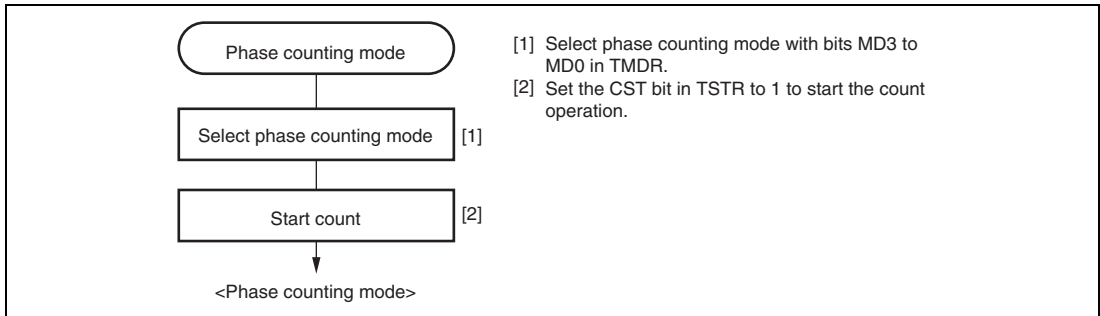 Phase counting mode
Select phase counting mode [1]
Start count [2]
<Phase counting mode>
[1] Select phase counting mode with bits MD3 to
MD0 in TMDR.
[2] Set the CST bit in TSTR to 1 to start the count
operation.